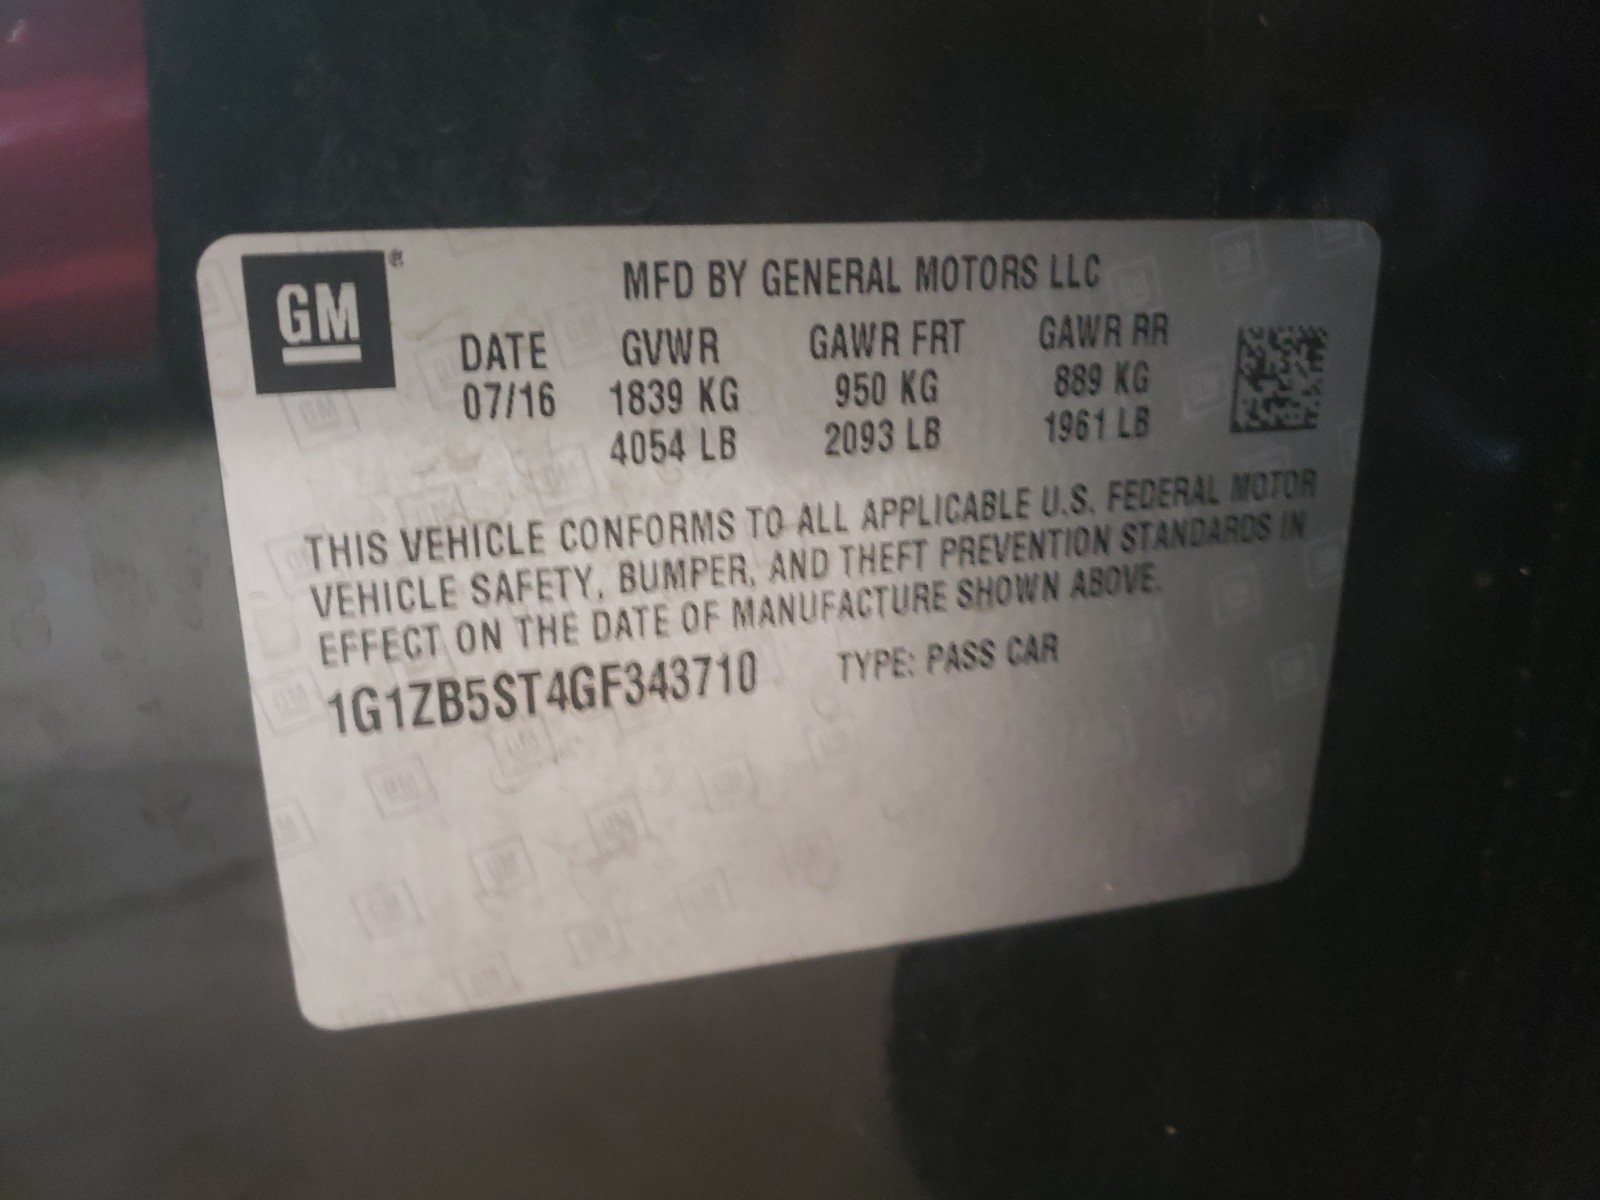 GM®
MFD BY GENERAL MOTORS LLC
DATE GVWR GAWR FRT GAWR RR
07/16 1839 KG 950 KG 889 KG
4054 LB 2093 LB 1961 LB
THIS VEHICLE CONFORMS TO ALL APPLICABLE U.S. FEDERAL MOTOR
VEHICLE SAFETY, BUMPER, AND THEFT PREVENTION STANDARDS IN
EFFECT ON THE DATE OF MANUFACTURE SHOWN ABOVE.
1G1ZB5ST4GF343710 TYPE: PASS CAR